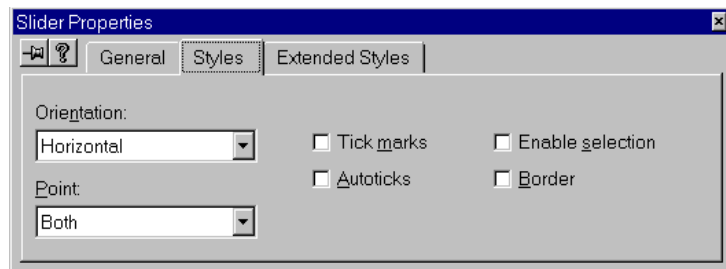 Slider Properties
? General Styles Extended Styles
Orientation:
Horizontal
Tick marks Enable selection
Point:
Autoticks Border
Both